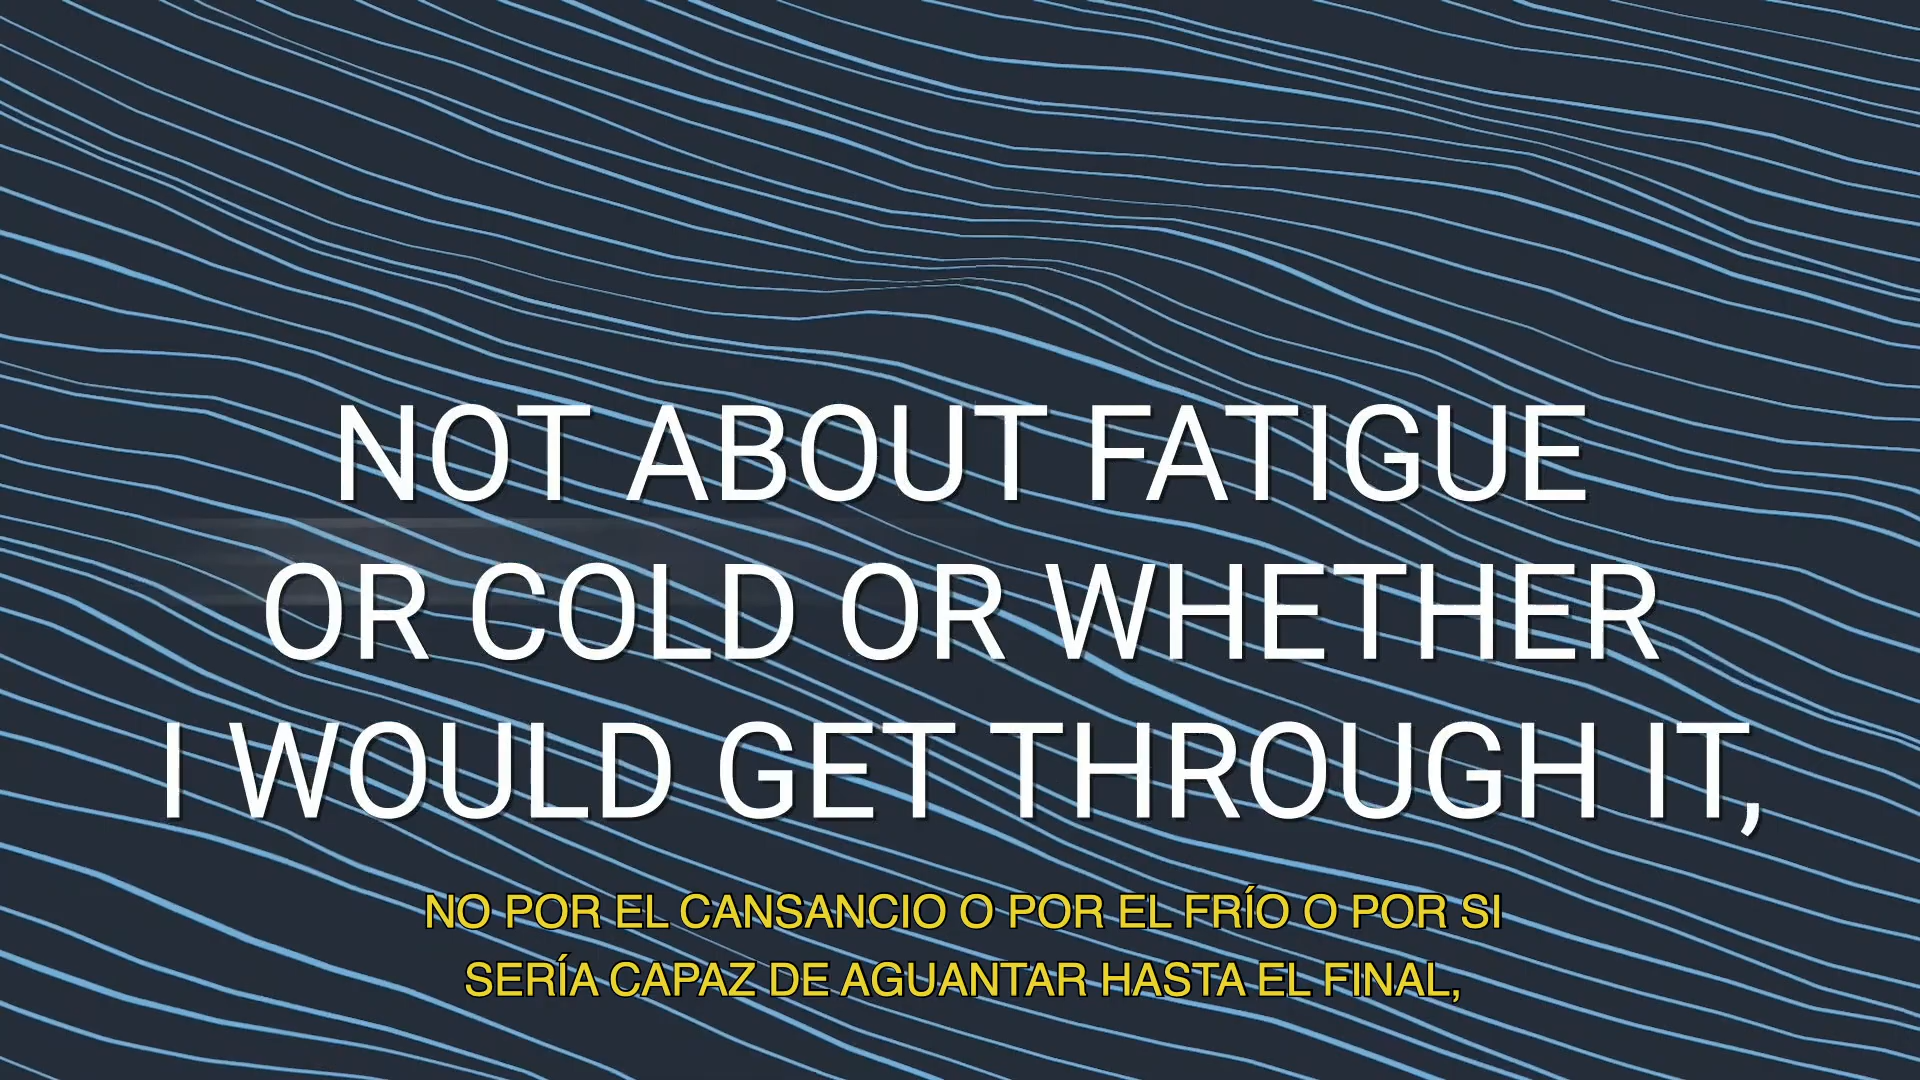 NOT ABOUT FATIGUE
OR COLD OR WHETHER
I WOULD GET THROUGH IT,
NO POR EL CANSANCIO O POR EL FRÍO O POR SI
SERÍA CAPAZ DE AGUANTAR HASTA EL FINAL,